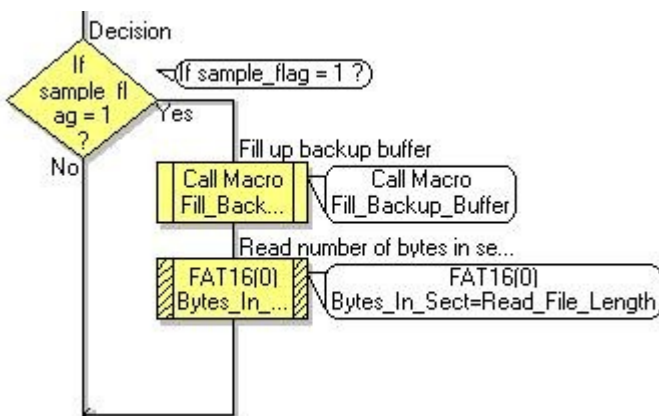 Decision
If
sample_fl
ag = 1
?
If sample_flag = 1 ?
Yes
No
Fill up backup buffer
Call Macro
Fill_Back...
Call Macro
Fill_Backup_Buffer
Read number of bytes in se...
FAT16(0)
Bytes_In_...
FAT16(0)
Bytes_In_Sect=Read_File_Length